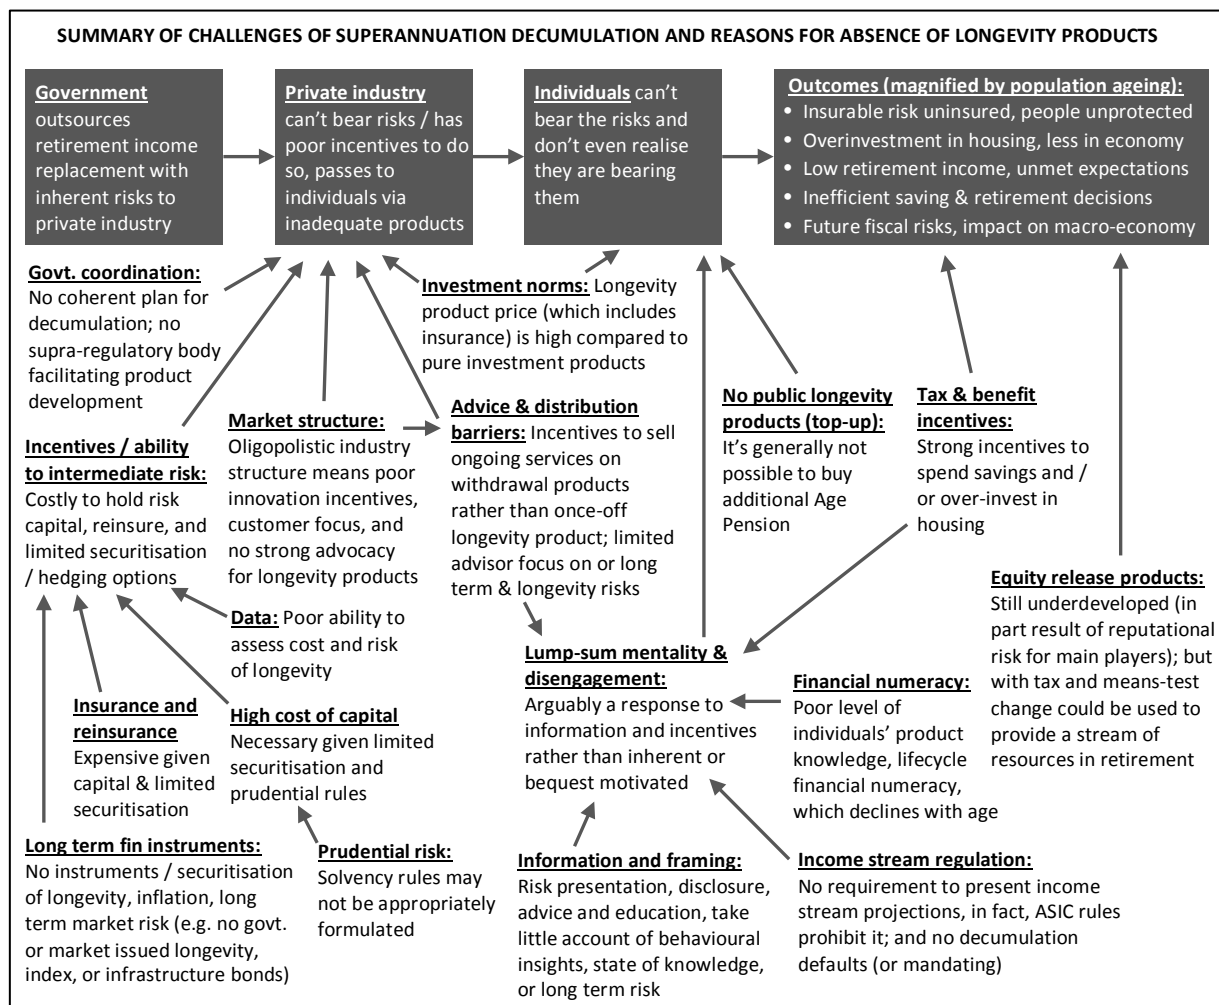 SUMMARY OF CHALLENGES OF SUPERANNUATION DECUMULATION AND REASONS FOR ABSENCE OF LONGEVITY PRODUCTS
Government
outsources
retirement income
replacement with
inherent risks to
private industry
Private industry
can't bear risks / has
poor incentives to do
so, passes to
individuals via
inadequate products
Individuals can't
bear the risks and
don't even realise
they are bearing
them
Outcomes (magnified by population ageing):
• Insurable risk uninsured, people unprotected
• Overinvestment in housing, less in economy
• Low retirement income, unmet expectations
• Inefficient saving & retirement decisions
• Future fiscal risks, impact on macro-economy
Govt. coordination:
No coherent plan for
decumulation; no
supra-regulatory body
facilitating product
development
Investment norms: Longevity
product price (which includes
insurance) is high compared to
pure investment products
Incentives / ability
to intermediate risk:
Costly to hold risk
capital, reinsure, and
limited securitisation
/ hedging options
Market structure:
Oligopolistic industry
structure means poor
innovation incentives,
customer focus, and
no strong advocacy
for longevity products
Advice & distribution
barriers: Incentives to sell
ongoing services on
withdrawal products
rather than once-off
longevity product; limited
advisor focus on or long
term & longevity risks
No public longevity
products (top-up):
It's generally not
possible to buy
additional Age
Pension
Tax & benefit
incentives:
Strong incentives to
spend savings and /
or over-invest in
housing
Equity release products:
Still underdeveloped (in
part result of reputational
risk for main players); but
with tax and means-test
change could be used to
provide a stream of
resources in retirement
Data: Poor ability to
assess cost and risk
of longevity
Insurance and
reinsurance
Expensive given
capital & limited
securitisation
High cost of capital
Necessary given limited
securitisation and
prudential rules
Lump-sum mentality &
disengagement:
Arguably a response to
information and incentives
rather than inherent or
bequest motivated
Financial numeracy:
Poor level of
individuals' product
knowledge, lifecycle
financial numeracy,
which declines with age
Long term fin instruments:
No instruments / securitisation
of longevity, inflation, long
term market risk (e.g. no govt.
or market issued longevity,
index, or infrastructure bonds)
Prudential risk:
Solvency rules may
not be appropriately
formulated
Information and framing:
Risk presentation, disclosure,
advice and education, take
little account of behavioural
insights, state of knowledge,
or long term risk
Income stream regulation:
No requirement to present income
stream projections, in fact, ASIC rules
prohibit it; and no decumulation
defaults (or mandating)